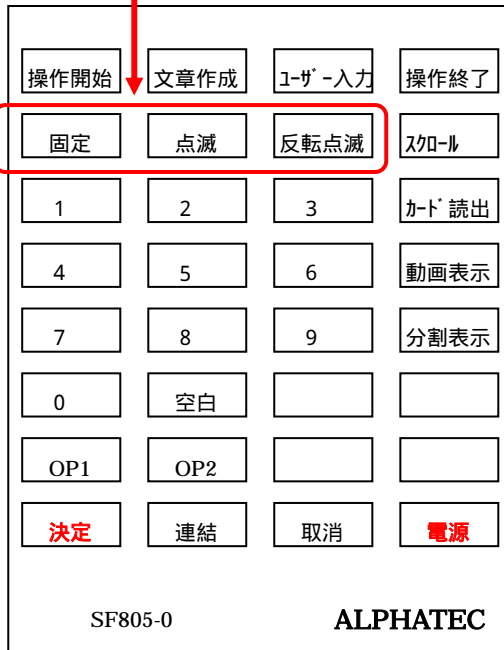 操作開始 文章作成 ﾕｰｻﾞｰ入力 操作終了
固定 点滅 反転点滅 ｽｸﾛｰﾙ
1 2 3 ｶｰﾄﾞ読出
4 5 6 動画表示
7 8 9 分割表示
0 空白
OP1 OP2
決定 連結 取消 電源
SF805-0 ALPHATEC